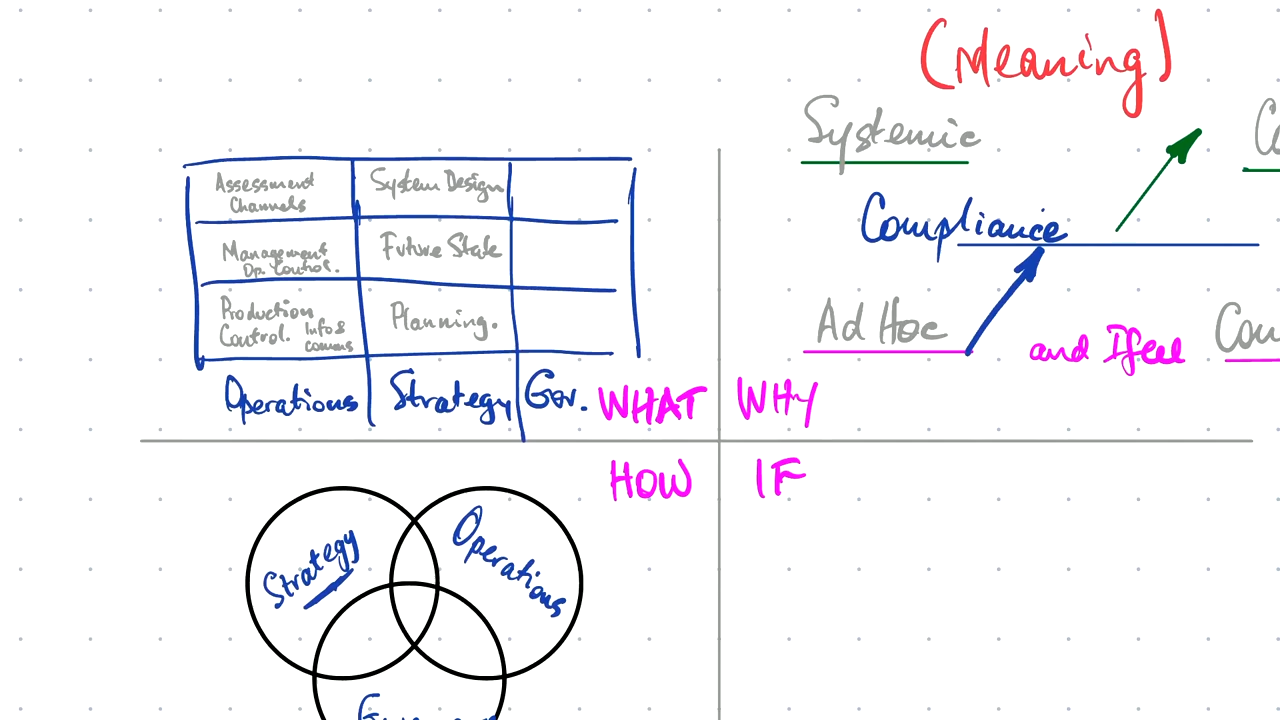 (Meaning)
Systemic
Compliance
Ad Hoc
and I feel
Assessment
Channels
System Design
Management
Op. Control.
Future State
Production
Control. Info &
comms
Planning.
Operations
Strategy
Gov.
WHAT
WHY
HOW
IF
Strategy
Operations